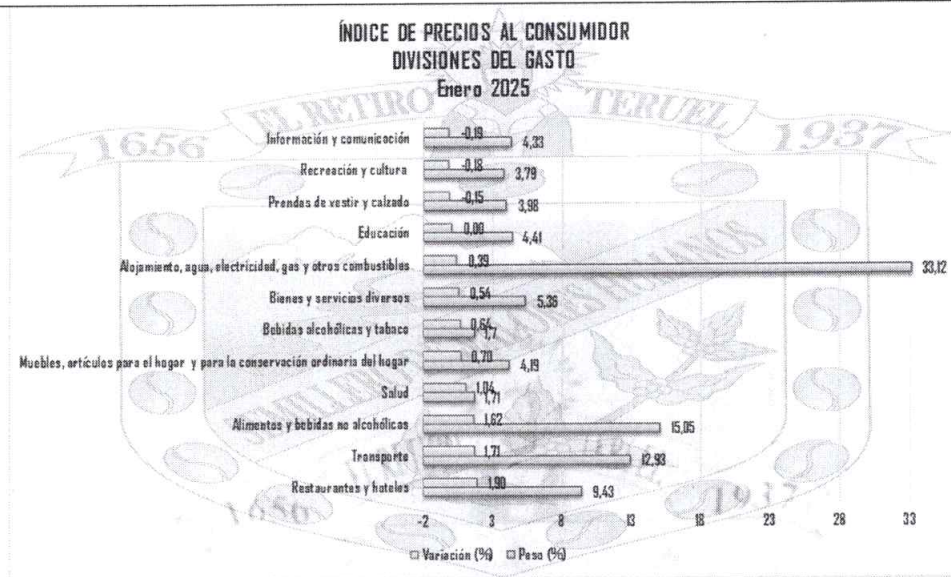 ÍNDICE DE PRECIOS AL CONSUMIDOR
DIVISIONES DEL GASTO
Enero 2025
EL RETIRO TERUEL
1656 1937
Información y comunicación -0,19 4,33
Recreación y cultura -0,18 3,79
Prendas de vestir y calzado -0,15 3,98
Educación 0,00 4,41
Alojamiento, agua, electricidad, gas y otros combustibles 0,39 33,12
Bienes y servicios diversos 0,54 5,36
Bebidas alcohólicas y tabaco 0,64 1,7
Muebles, artículos para el hogar y para la conservación ordinaria del hogar 0,70 4,19
Salud 1,04 1,71
Alimentos y bebidas no alcohólicas 1,62 15,05
Transporte 1,71 12,93
Restaurantes y hoteles 1,90 9,43
1656 1937
-2 3 8 13 18 23 28 33
Variación (%) Peso (%)